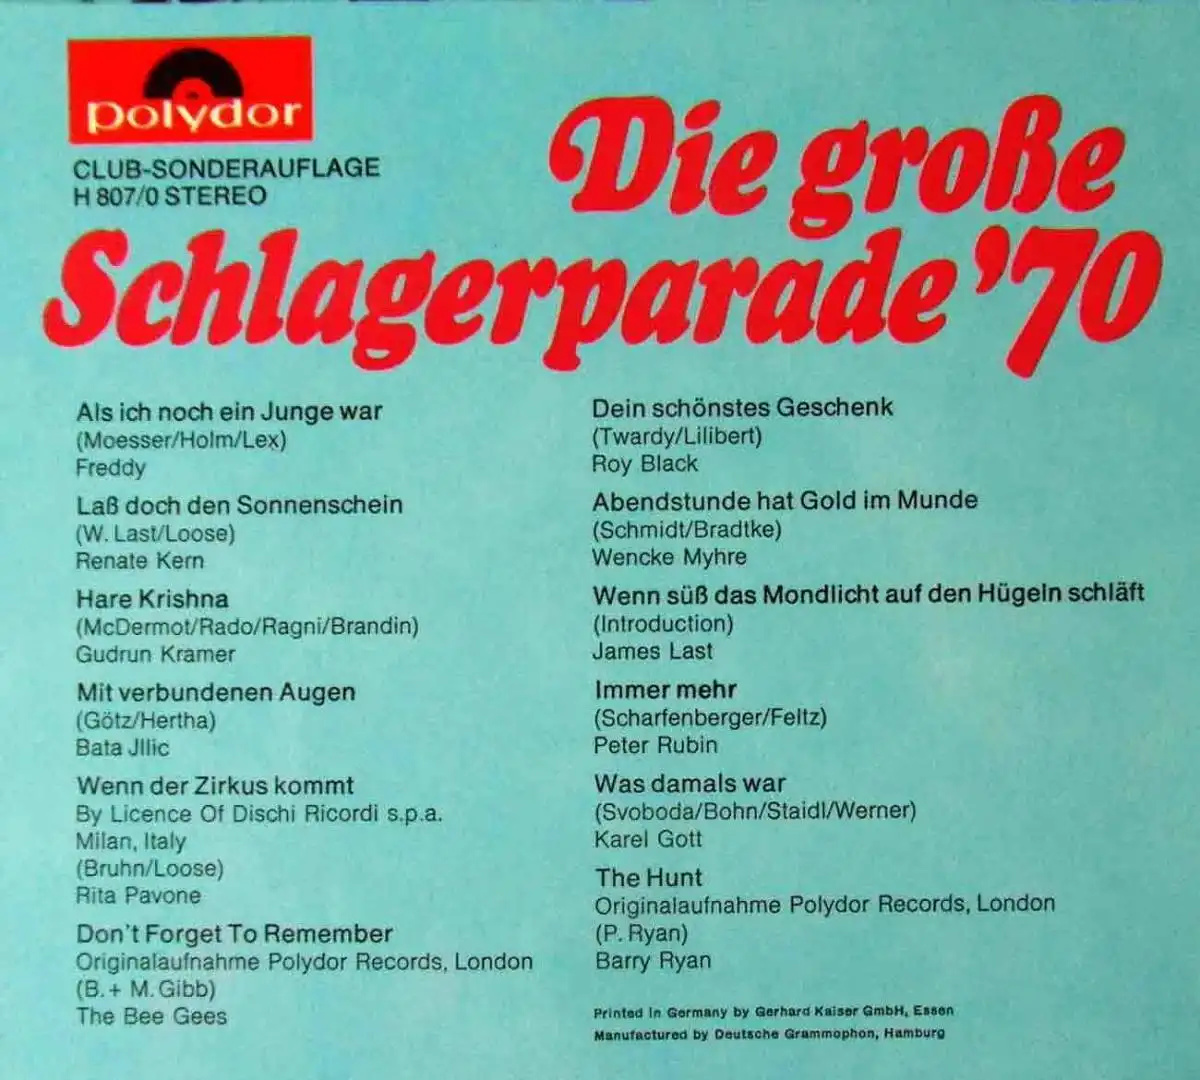 polydor
CLUB-SONDERAUFLAGE
H 807/0 STEREO
Die große
Schlagerparade '70
Als ich noch ein Junge war
(Moesser/Holm/Lex)
Freddy
Laß doch den Sonnenschein
(W. Last/Loose)
Renate Kern
Hare Krishna
(McDermot/Rado/Ragni/Brandin)
Gudrun Kramer
Mit verbundenen Augen
(Götz/Hertha)
Bata Jllic
Wenn der Zirkus kommt
By Licence Of Dischi Ricordi s.p.a.
Milan, Italy
(Bruhn/Loose)
Rita Pavone
Don't Forget To Remember
Originalaufnahme Polydor Records, London
(B. + M. Gibb)
The Bee Gees
Dein schönstes Geschenk
(Twardy/Lilibert)
Roy Black
Abendstunde hat Gold im Munde
(Schmidt/Bradtke)
Wencke Myhre
Wenn süß das Mondlicht auf den Hügeln schläft
(Introduction)
James Last
Immer mehr
(Scharfenberger/Feltz)
Peter Rubin
Was damals war
(Svoboda/Bohn/Staidl/Werner)
Karel Gott
The Hunt
Originalaufnahme Polydor Records, London
(P. Ryan)
Barry Ryan
Printed in Germany by Gerhard Kaiser GmbH, Essen
Manufactured by Deutsche Grammophon, Hamburg